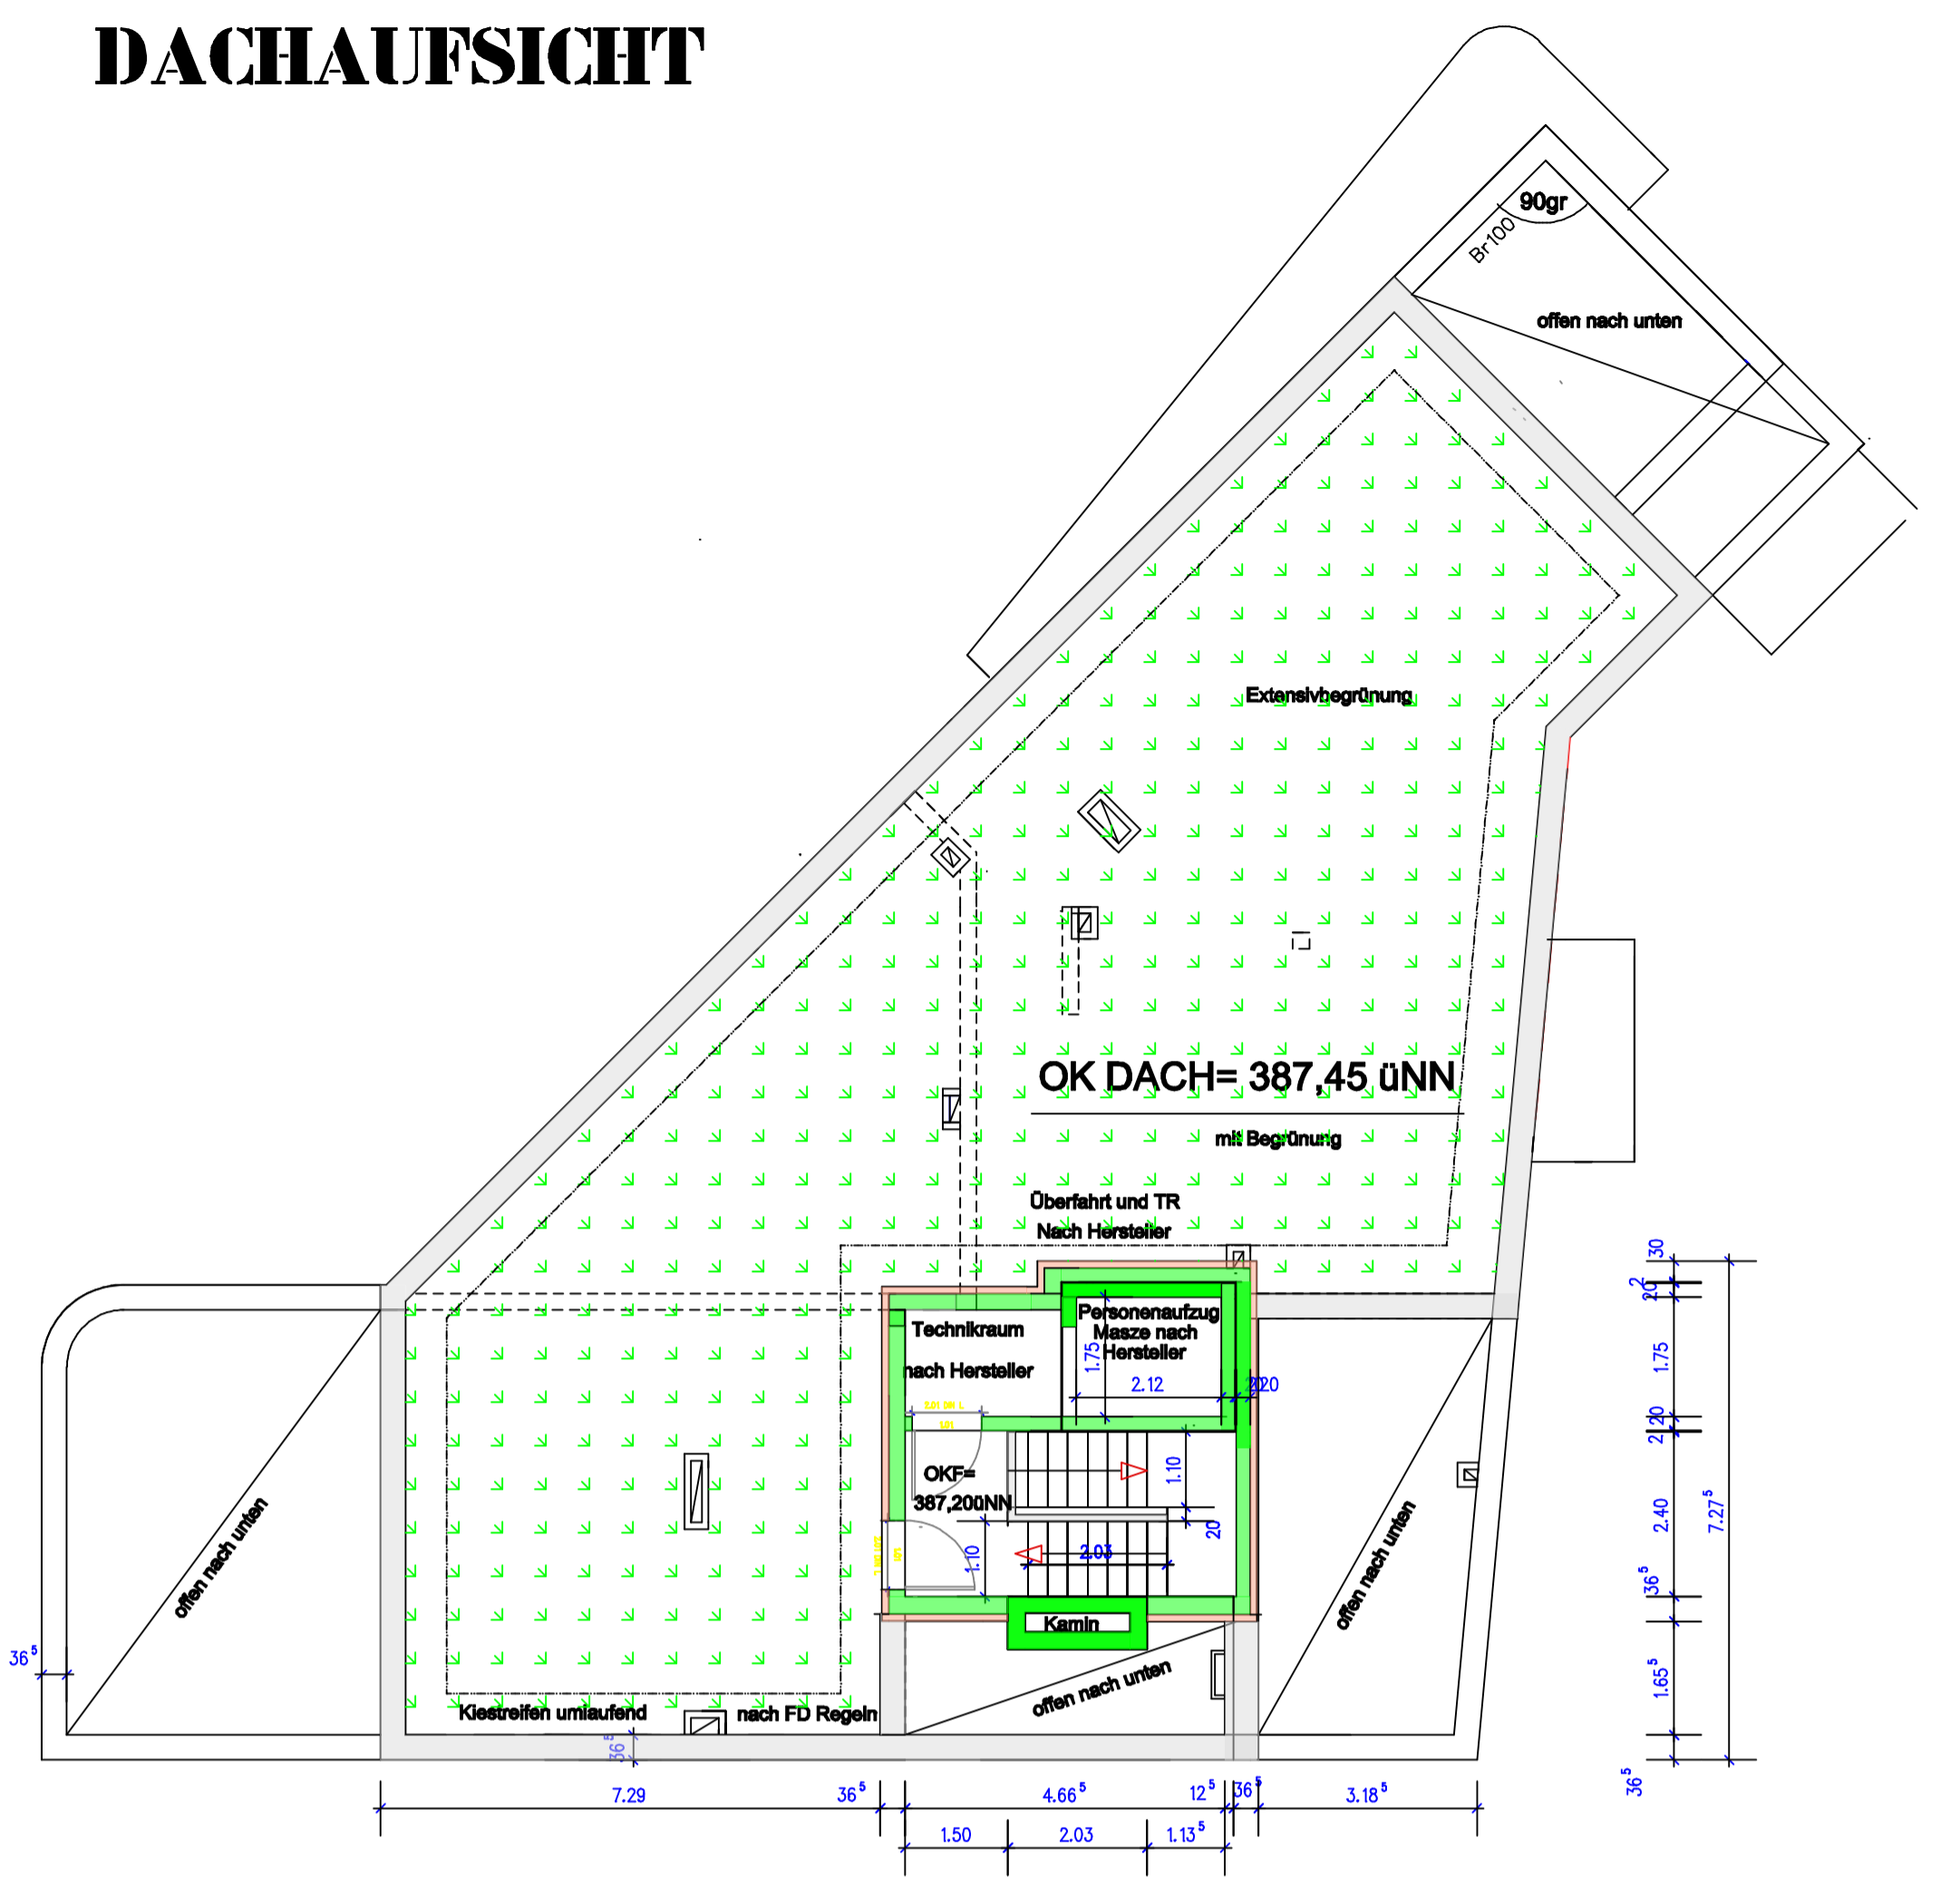 DACHAUFSICHT
90gr
Br100
offen nach unten
Extensivbegrünung
OK DACH= 387,45 üNN
mit Begrünung
Überfahrt und TR
Nach Hersteller
30
2
20
Technikraum
nach Hersteller
Personenaufzug
Masze nach
Hersteller
1.75
2.12
20
1.75
20
2
OKF=
387,20üNN
1.10
1.10
2.03
20
2.40
7.27⁵
36⁵
offen nach unten
offen nach unten
Kamin
offen nach unten
1.65⁵
36⁵
36⁵
Kiestreifen umlaufend
nach FD Regeln
36⁵
7.29
36⁵
4.66⁵
12⁵
36⁵
3.18⁵
1.50
2.03
1.13⁵